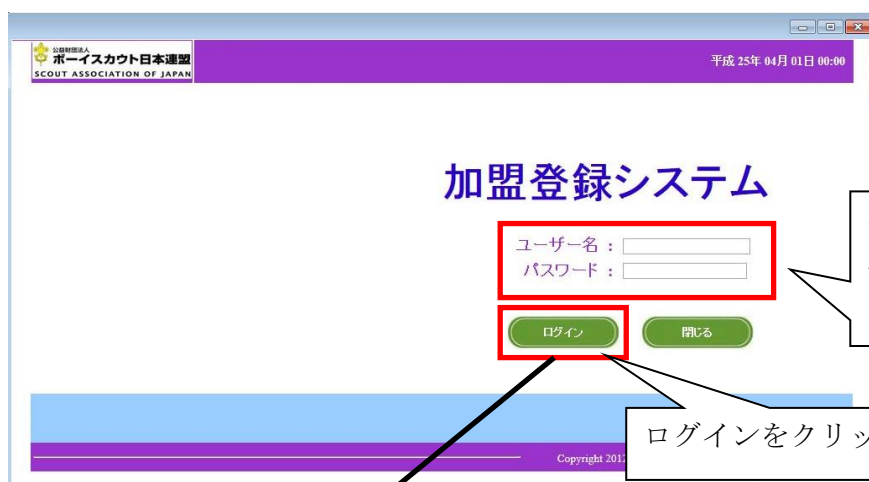 公益財団法人
ボーイスカウト日本連盟
SCOUT ASSOCIATION OF JAPAN
平成 25年 04月 01日 00:00
加盟登録システム
ユーザー名 :
パスワード :
ログイン
閉じる
ログインをクリッ
Copyright 2012